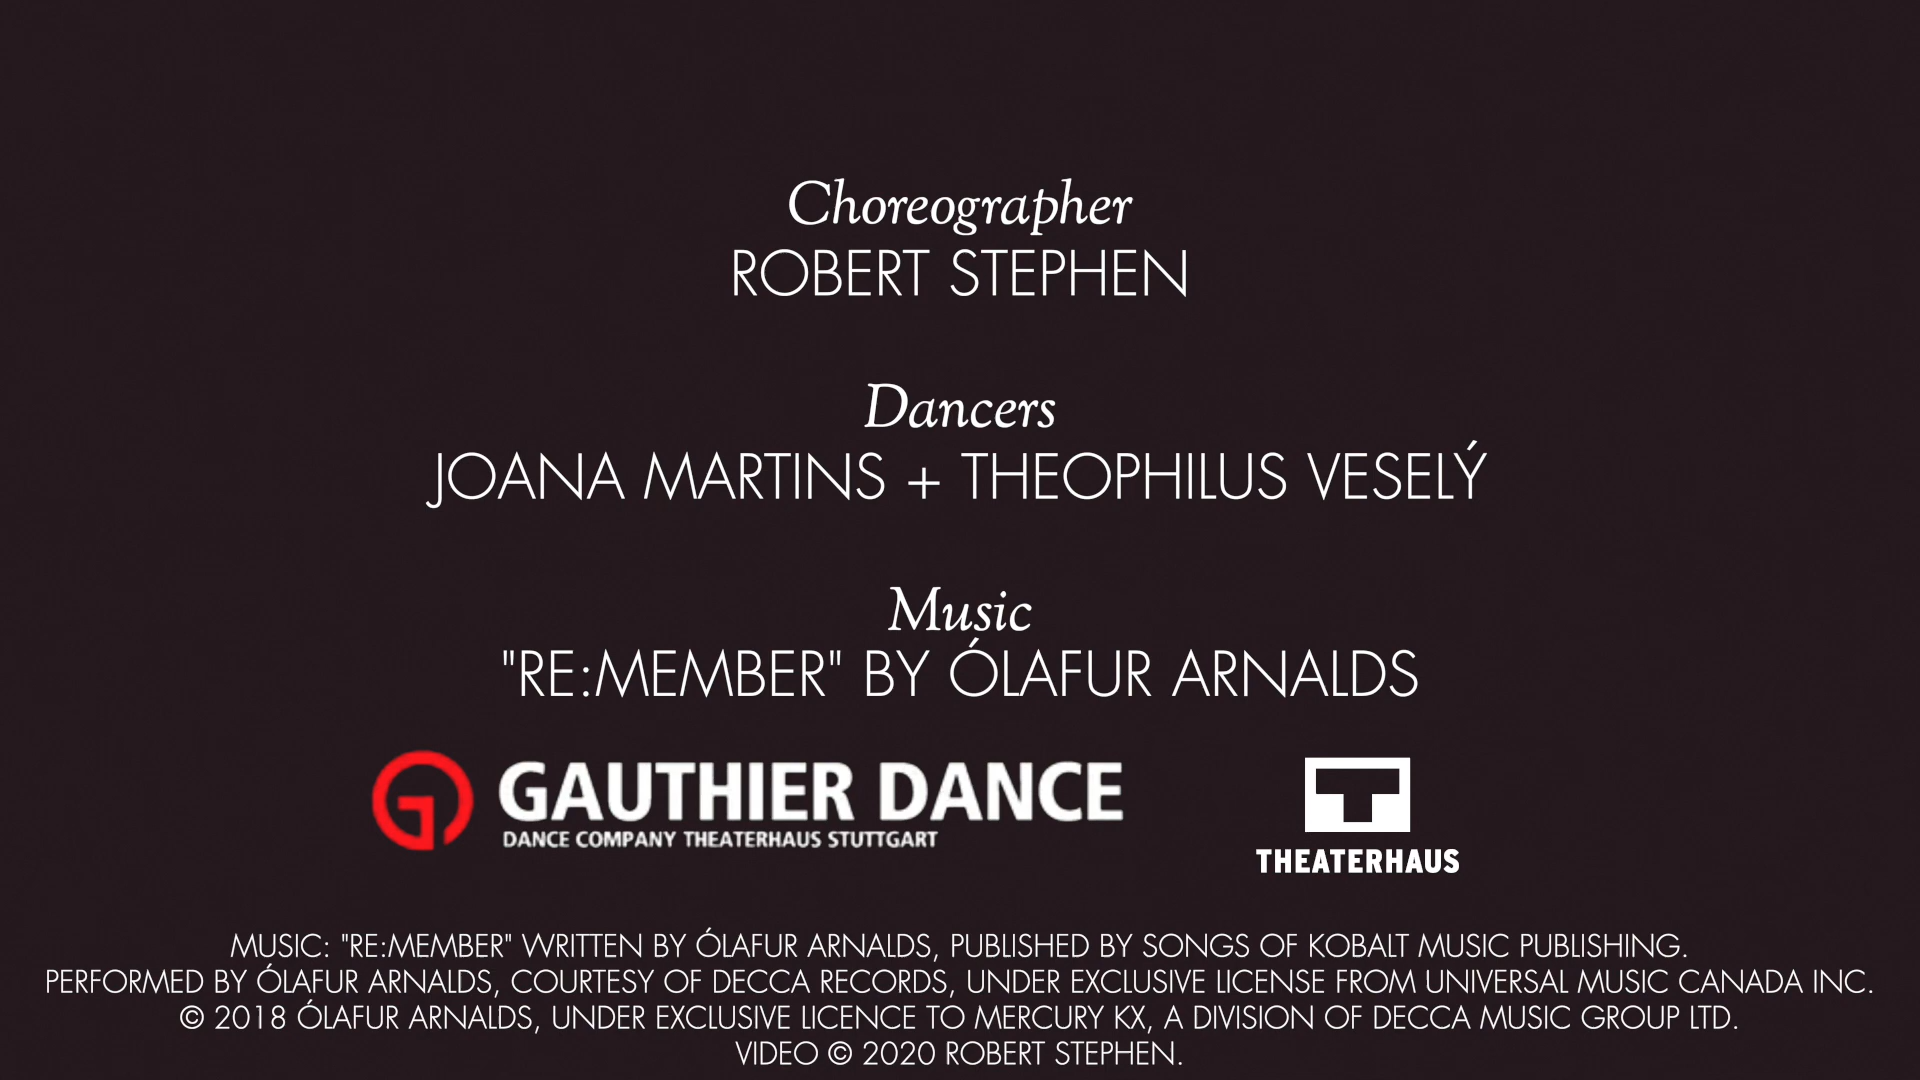 Choreographer
ROBERT STEPHEN
Dancers
JOANA MARTINS + THEOPHILUS VESELÝ
Music
"RE:MEMBER" BY ÓLAFUR ARNALDS
GAUTHIER DANCE
DANCE COMPANY THEATERHAUS STUTTGART
THEATERHAUS
MUSIC: "RE:MEMBER" WRITTEN BY ÓLAFUR ARNALDS, PUBLISHED BY SONGS OF KOBALT MUSIC PUBLISHING.
PERFORMED BY ÓLAFUR ARNALDS, COURTESY OF DECCA RECORDS, UNDER EXCLUSIVE LICENSE FROM UNIVERSAL MUSIC CANADA INC.
© 2018 ÓLAFUR ARNALDS, UNDER EXCLUSIVE LICENCE TO MERCURY KX, A DIVISION OF DECCA MUSIC GROUP LTD.
VIDEO © 2020 ROBERT STEPHEN.